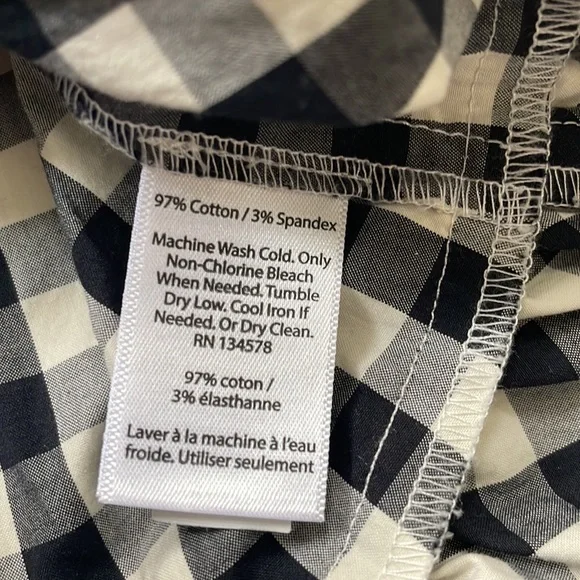 97% Cotton / 3% Spandex
Machine Wash Cold. Only
Non-Chlorine Bleach
When Needed. Tumble
Dry Low. Cool Iron If
Needed. Or Dry Clean.
RN 134578
97% coton /
3% élasthanne
Laver à la machine à l'eau
froide. Utiliser seulement